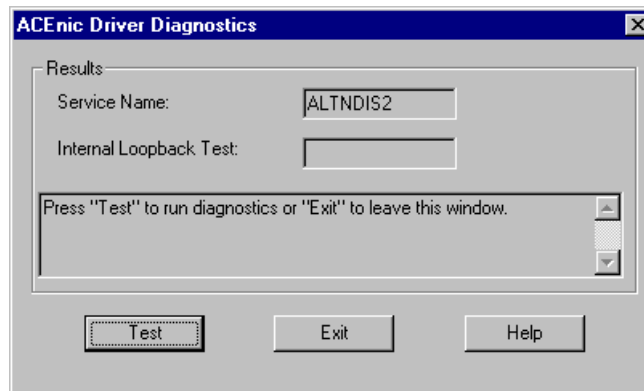 ACEnic Driver Diagnostics
Results
Service Name: ALTNDIS2
Internal Loopback Test:
Press "Test" to run diagnostics or "Exit" to leave this window.
Test Exit Help